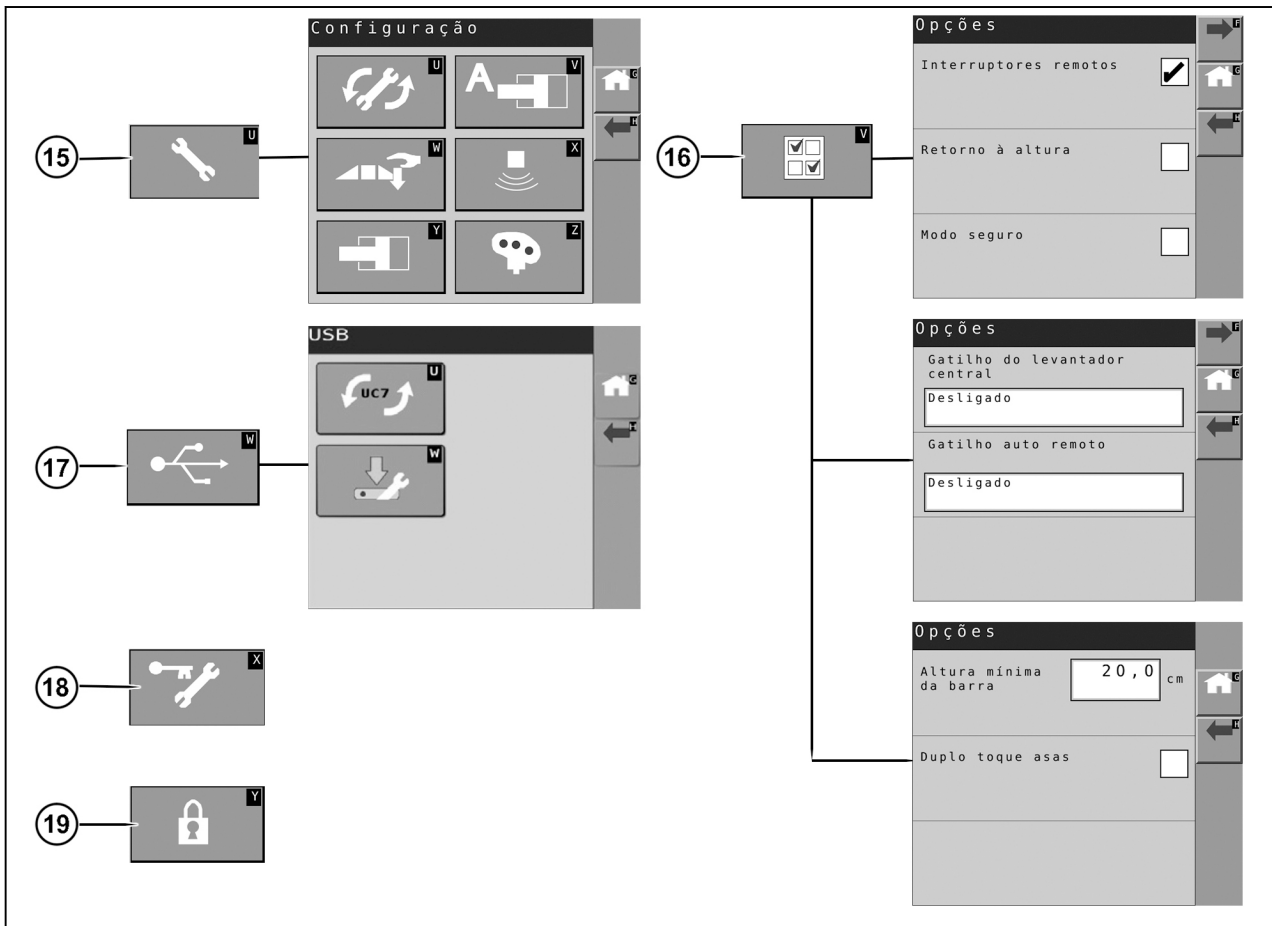 15
U
Configuração
U
V
A
G
W
X
H
Y
Z
16
V
Opções
F
Interruptores remotos
G
H
Retorno à altura
Modo seguro
Opções
F
Gatilho do levantador
central
G
Desligado
H
Gatilho auto remoto
Desligado
Opções
Altura mínima
da barra
20,0
cm
G
H
Duplo toque asas
17
W
USB
U
UC7
G
H
W
18
X
19
Y